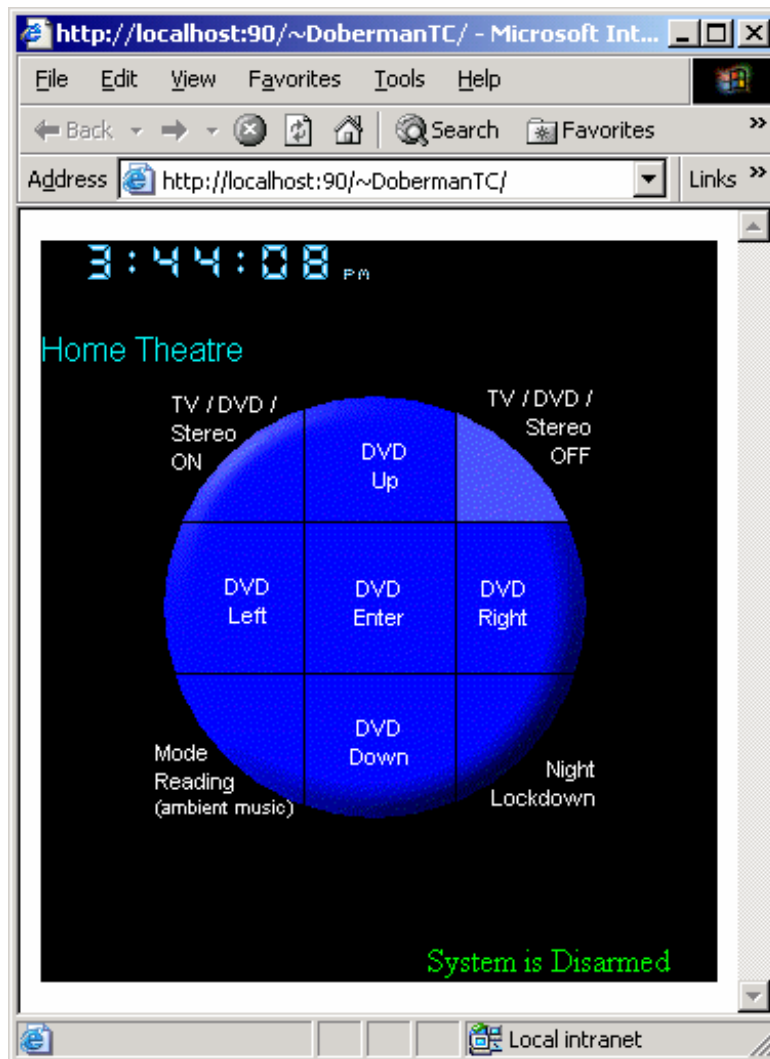 http://localhost:90/~DobermanTC/ - Microsoft Int...
File Edit View Favorites Tools Help
Back Search Favorites »
Address http://localhost:90/~DobermanTC/ Links »
3:44:08 PM
Home Theatre
TV / DVD /
Stereo
ON
DVD
Up
TV / DVD /
Stereo
OFF
DVD
Left
DVD
Enter
DVD
Right
Mode
Reading
(ambient music)
DVD
Down
Night
Lockdown
System is Disarmed
Local intranet